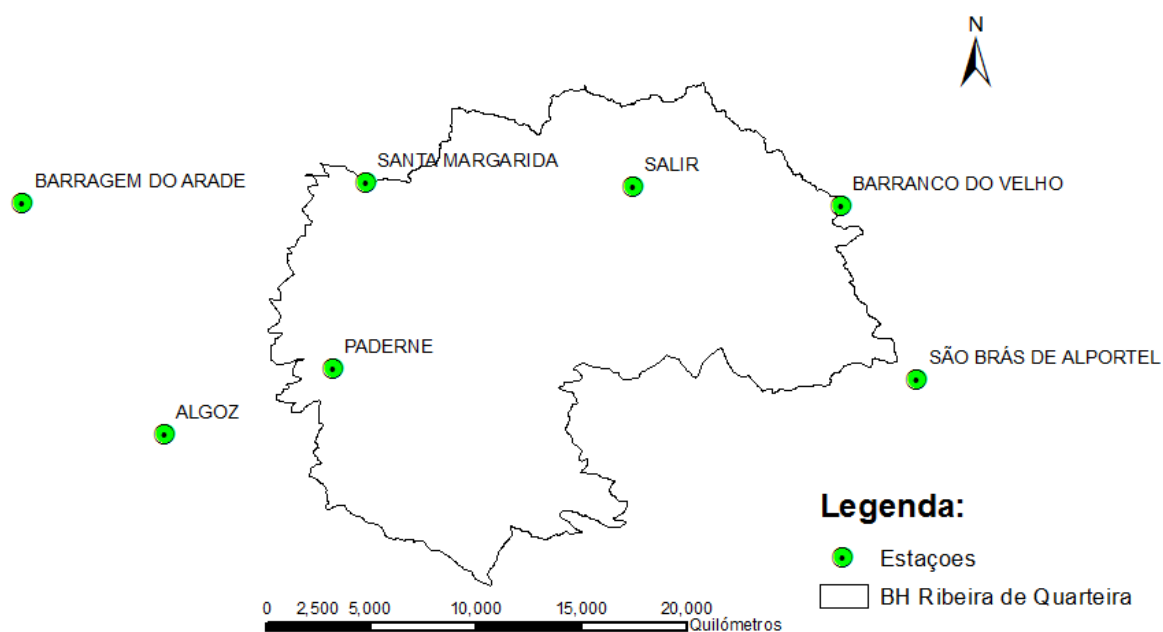 N
SANTA MARGARIDA
SALIR
BARRAGEM DO ARADE
BARRANCO DO VELHO
PADERNE
SÃO BRÁS DE ALPORTEL
ALGOZ
Legenda:
Estaçoes
BH Ribeira de Quarteira
0 2,500 5,000 10,000 15,000 20,000
Quilómetros